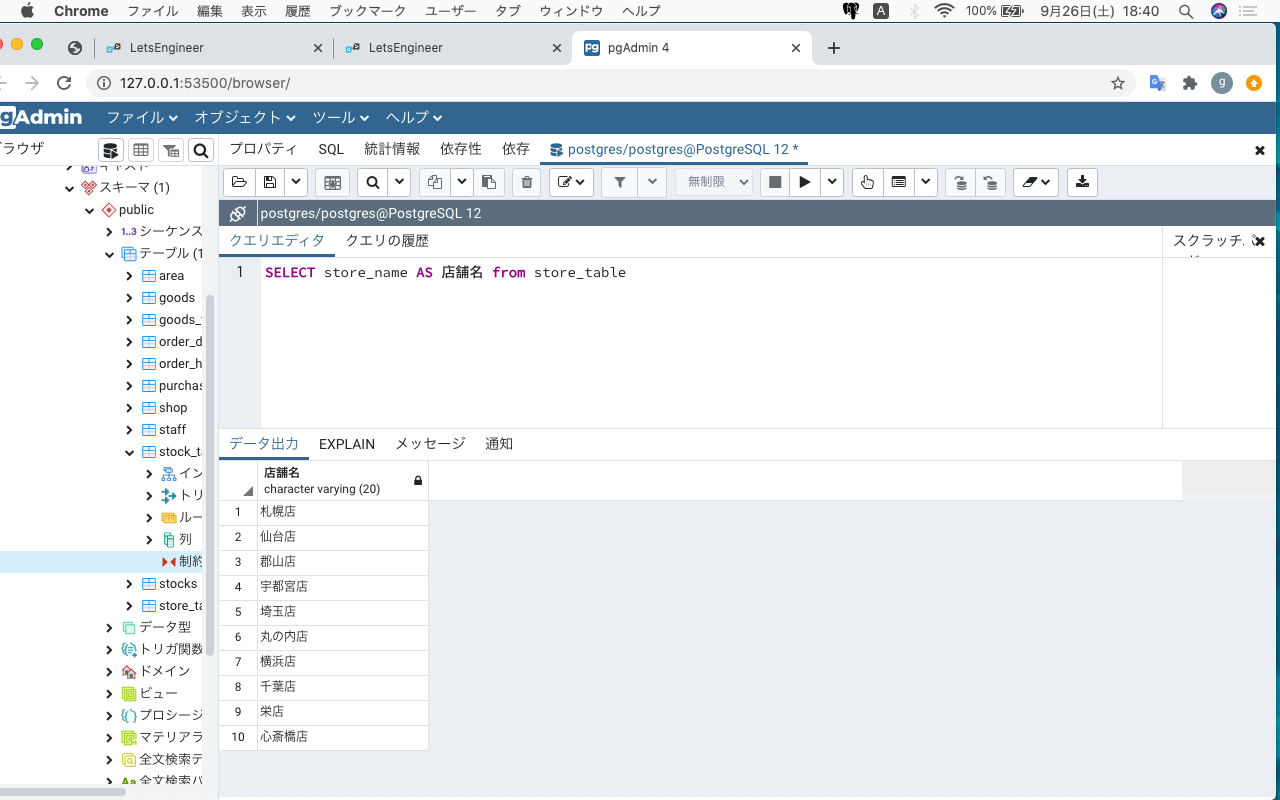 Chrome ファイル 編集 表示 履歴 ブックマーク ユーザー タブ ウィンドウ ヘルプ A 100% 9月26日(土) 18:40
LetsEngineer LetsEngineer pgAdmin 4
127.0.0.1:53500/browser/ g
gAdmin ファイル オブジェクト ツール ヘルプ
ラウザ プロパティ SQL 統計情報 依存性 依存 postgres/postgres@PostgreSQL 12 *
無制限
postgres/postgres@PostgreSQL 12
クエリエディタ クエリの履歴 スクラッチ
1 SELECT store_name AS 店舗名 from store_table
キャスト
スキーマ (1)
public
1..3 シーケンス
テーブル (1
area
goods
goods_
order_d
order_h
purchas
shop
staff
stock_t
イン
トリ
ルー
列
制約
stocks
store_ta
データ型
トリガ関数
ドメイン
ビュー
プロシージ
マテリアラ
全文検索デ
Aa 全文検索パ
データ出力 EXPLAIN メッセージ 通知
店舗名
character varying (20)
1 札幌店
2 仙台店
3 郡山店
4 宇都宮店
5 埼玉店
6 丸の内店
7 横浜店
8 千葉店
9 栄店
10 心斎橋店